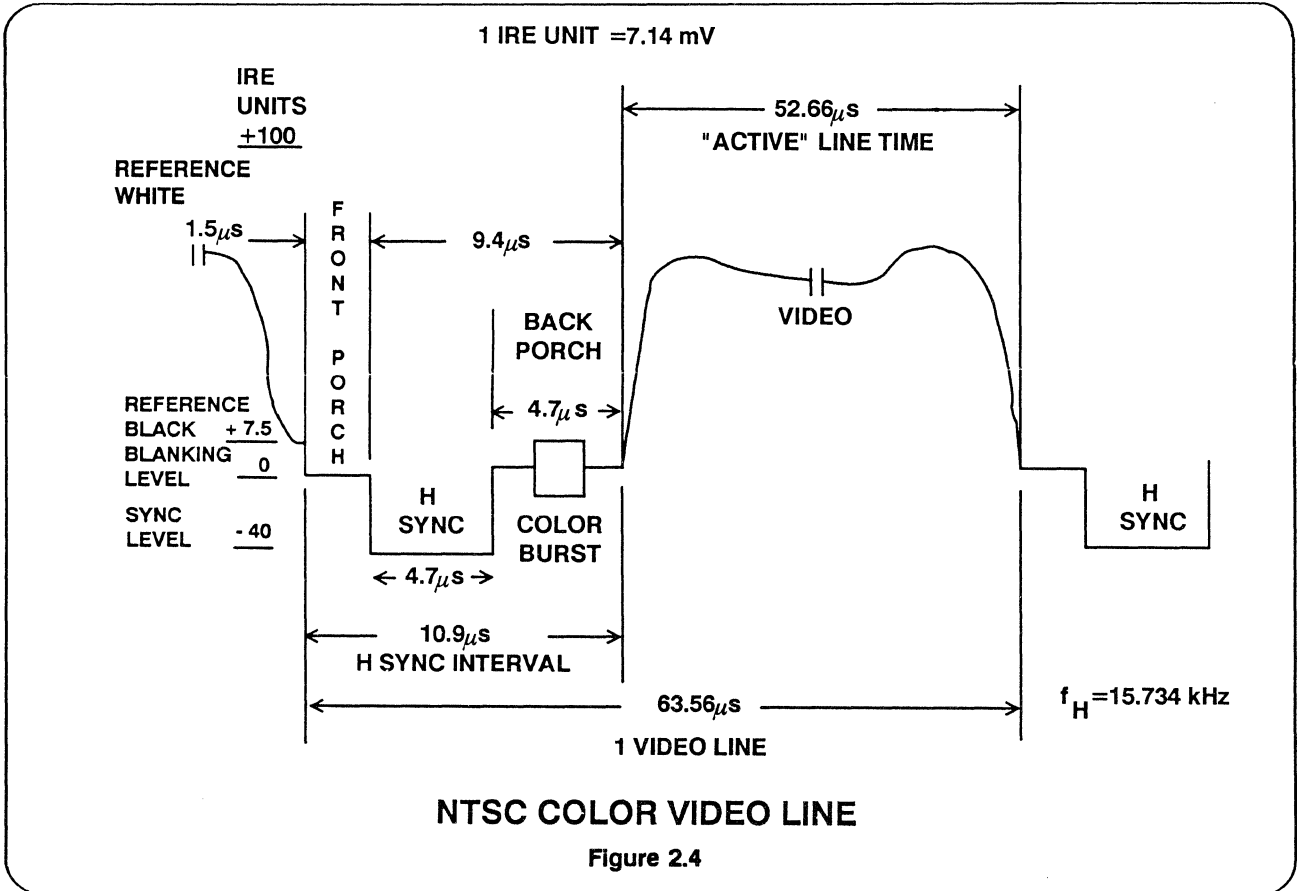 1 IRE UNIT =7.14 mV
IRE
UNITS
+100
REFERENCE
WHITE
1.5μs
FRONT PORCH
9.4μs
52.66μs
"ACTIVE" LINE TIME
VIDEO
BACK
PORCH
4.7μs
REFERENCE
BLACK +7.5
BLANKING
LEVEL 0
SYNC
LEVEL -40
H
SYNC
COLOR
BURST
4.7μs
H
SYNC
10.9μs
H SYNC INTERVAL
63.56μs
1 VIDEO LINE
fH=15.734 kHz
NTSC COLOR VIDEO LINE
Figure 2.4